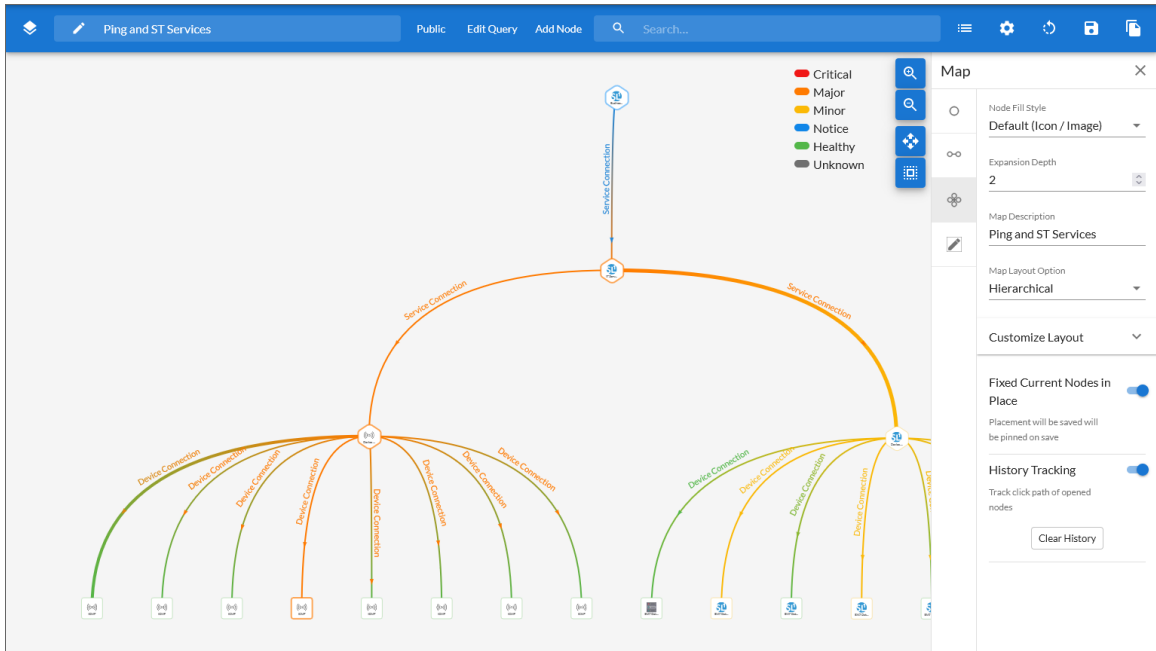 Ping and ST Services
Public
Edit Query
Add Node
Search...
Critical
Major
Minor
Notice
Healthy
Unknown
Service Connection
Service Connection
Service Connection
Device Connection
Device Connection
Device Connection
Device Connection
Device Connection
Device Connection
Device Connection
Device Connection
Device Connection
Device Connection
Device Connection
Device Connection
Map
Node Fill Style
Default (Icon / Image)
Expansion Depth
2
Map Description
Ping and ST Services
Map Layout Option
Hierarchical
Customize Layout
Fixed Current Nodes in
Place
Placement will be saved will
be pinned on save
History Tracking
Track click path of opened
nodes
Clear History